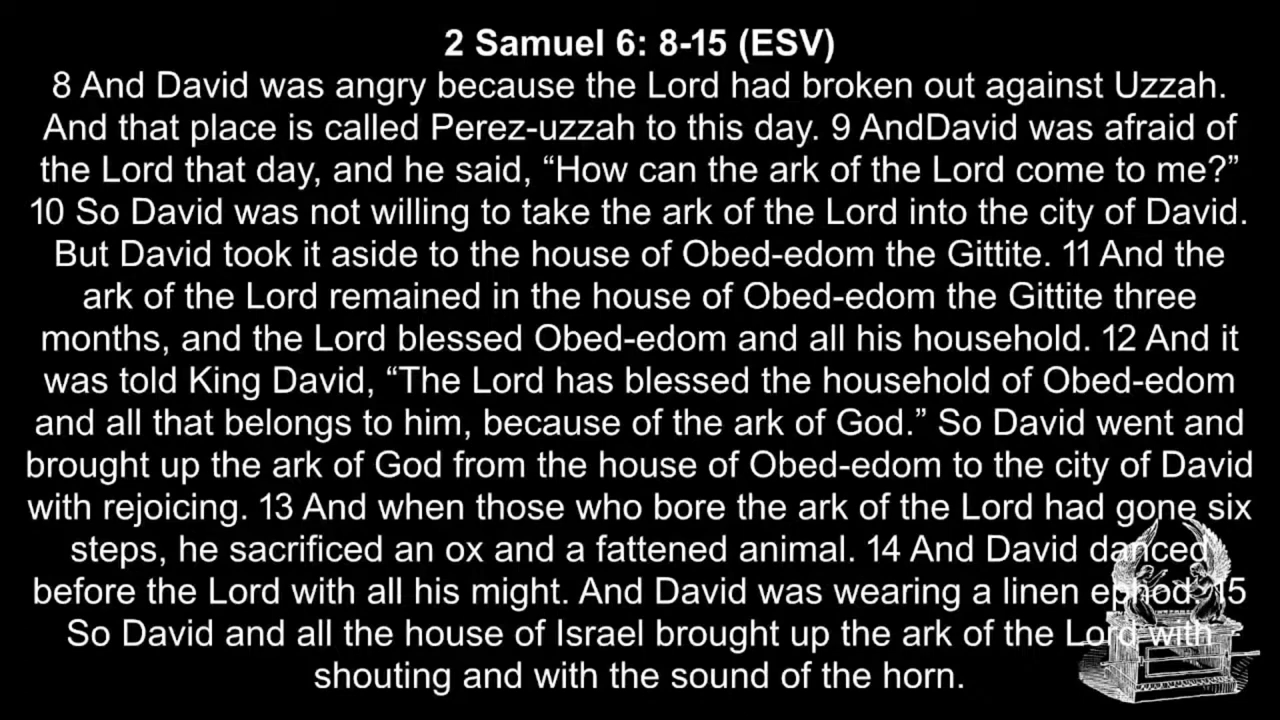 2 Samuel 6: 8-15 (ESV)
8 And David was angry because the Lord had broken out against Uzzah.
And that place is called Perez-uzzah to this day. 9 AndDavid was afraid of
the Lord that day, and he said, “How can the ark of the Lord come to me?”
10 So David was not willing to take the ark of the Lord into the city of David.
But David took it aside to the house of Obed-edom the Gittite. 11 And the
ark of the Lord remained in the house of Obed-edom the Gittite three
months, and the Lord blessed Obed-edom and all his household. 12 And it
was told King David, “The Lord has blessed the household of Obed-edom
and all that belongs to him, because of the ark of God.” So David went and
brought up the ark of God from the house of Obed-edom to the city of David
with rejoicing. 13 And when those who bore the ark of the Lord had gone six
steps, he sacrificed an ox and a fattened animal. 14 And David danced
before the Lord with all his might. And David was wearing a linen ephod. 15
So David and all the house of Israel brought up the ark of the Lord with
shouting and with the sound of the horn.